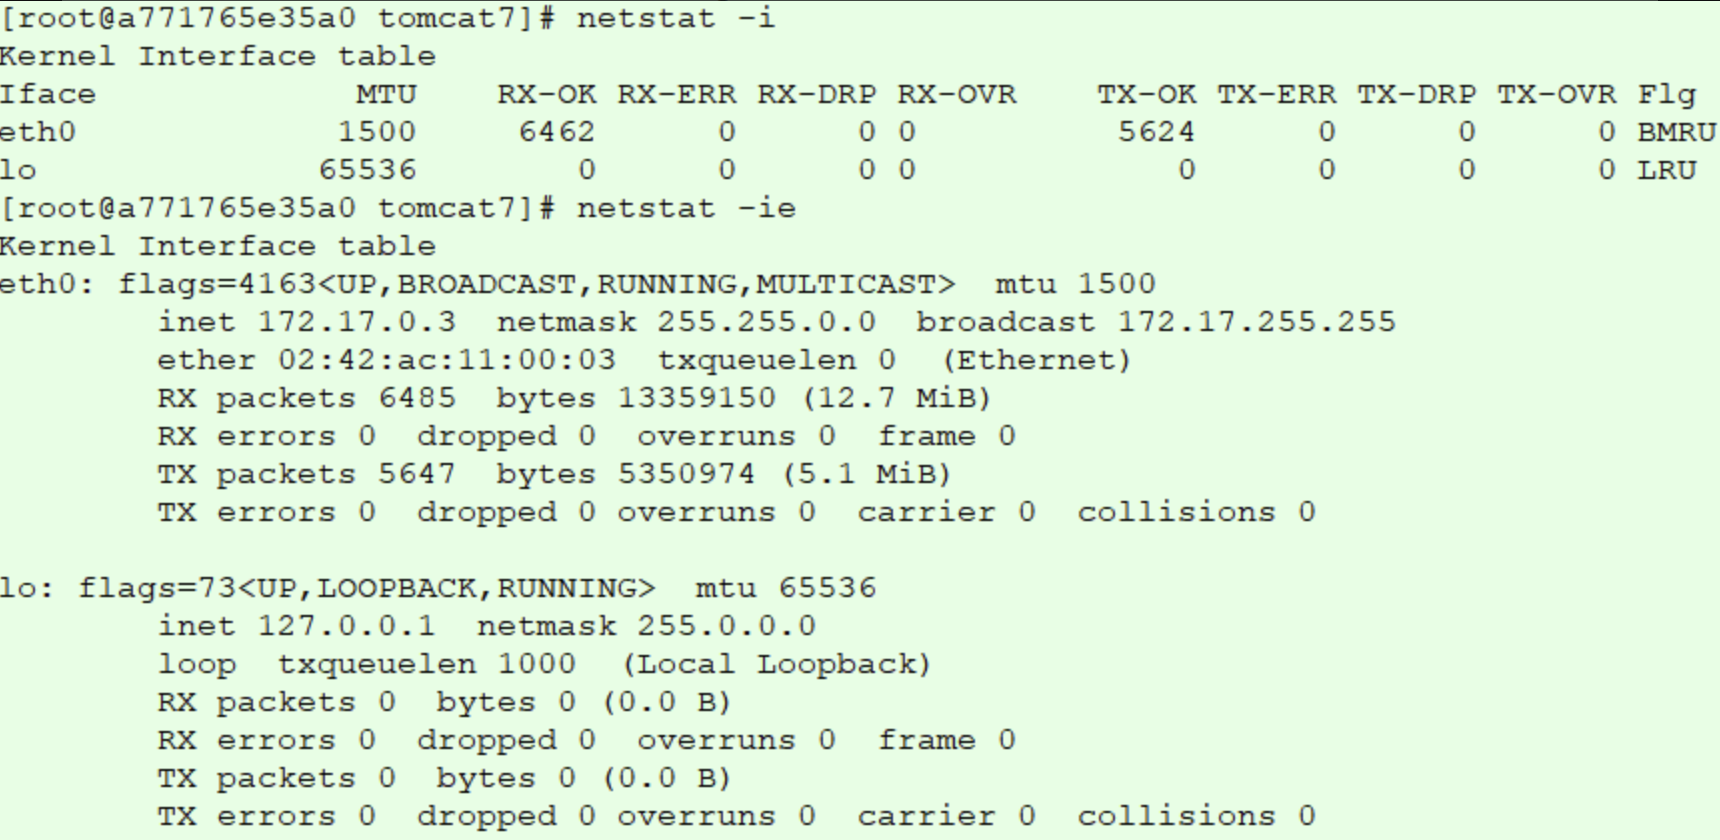 [root@a771765e35a0 tomcat7]# netstat -i
Kernel Interface table
Iface             MTU    RX-OK RX-ERR RX-DRP RX-OVR    TX-OK TX-ERR TX-DRP TX-OVR Flg
eth0             1500     6462      0      0 0          5624      0      0      0 BMRU
lo              65536        0      0      0 0             0      0      0      0 LRU
[root@a771765e35a0 tomcat7]# netstat -ie
Kernel Interface table
eth0: flags=4163<UP,BROADCAST,RUNNING,MULTICAST>  mtu 1500
        inet 172.17.0.3  netmask 255.255.0.0  broadcast 172.17.255.255
        ether 02:42:ac:11:00:03  txqueuelen 0  (Ethernet)
        RX packets 6485  bytes 13359150 (12.7 MiB)
        RX errors 0  dropped 0  overruns 0  frame 0
        TX packets 5647  bytes 5350974 (5.1 MiB)
        TX errors 0  dropped 0 overruns 0  carrier 0  collisions 0

lo: flags=73<UP,LOOPBACK,RUNNING>  mtu 65536
        inet 127.0.0.1  netmask 255.0.0.0
        loop  txqueuelen 1000  (Local Loopback)
        RX packets 0  bytes 0 (0.0 B)
        RX errors 0  dropped 0  overruns 0  frame 0
        TX packets 0  bytes 0 (0.0 B)
        TX errors 0  dropped 0 overruns 0  carrier 0  collisions 0